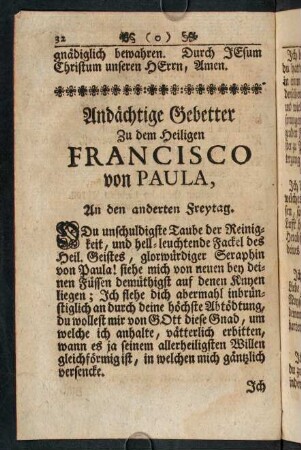 32 ( o )
gnädiglich bewahren. Durch JEsum
Christum unseren HErrn, Amen.
Andächtige Gebetter
Zu dem Heiligen
FRANCISCO
von PAULA,
An den anderten Freytag.
O Du unschuldigste Taube der Reinig-
keit, und hell-leuchtende Fackel des
Heil. Geistes, glorwürdiger Seraphin
von Paula! siehe mich von neuen bey dei-
nen Füssen demüthigst auf denen Knyen
liegen; Ich flehe dich abermahl inbrün-
stiglich an durch deine höchste Abtödtung,
du wollest mir von GOtt diese Gnad, um
welche ich anhalte, vätterlich erbitten,
wann es ja seinem allerheiligsten Willen
gleichförmig ist, in welchen mich gäntzlich
versencke.
Ich